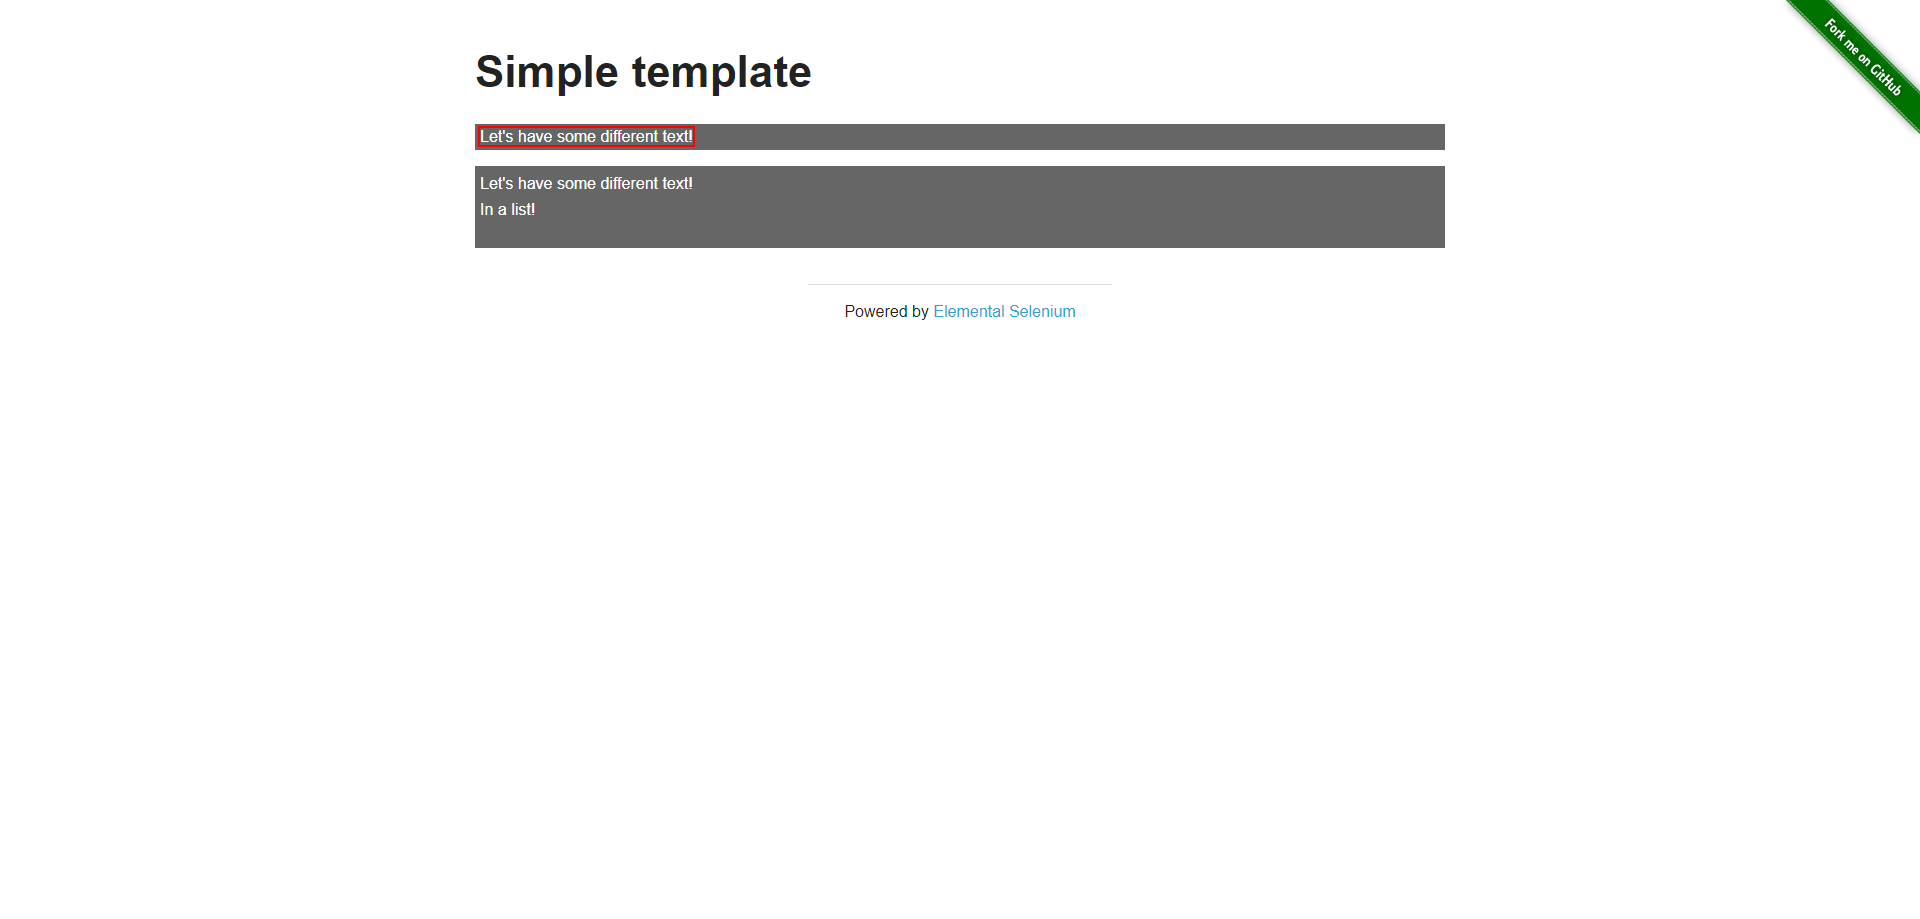 Simple template
Fork me on GitHub
Let's have some different text!
Let's have some different text!
In a list!
Powered by Elemental Selenium